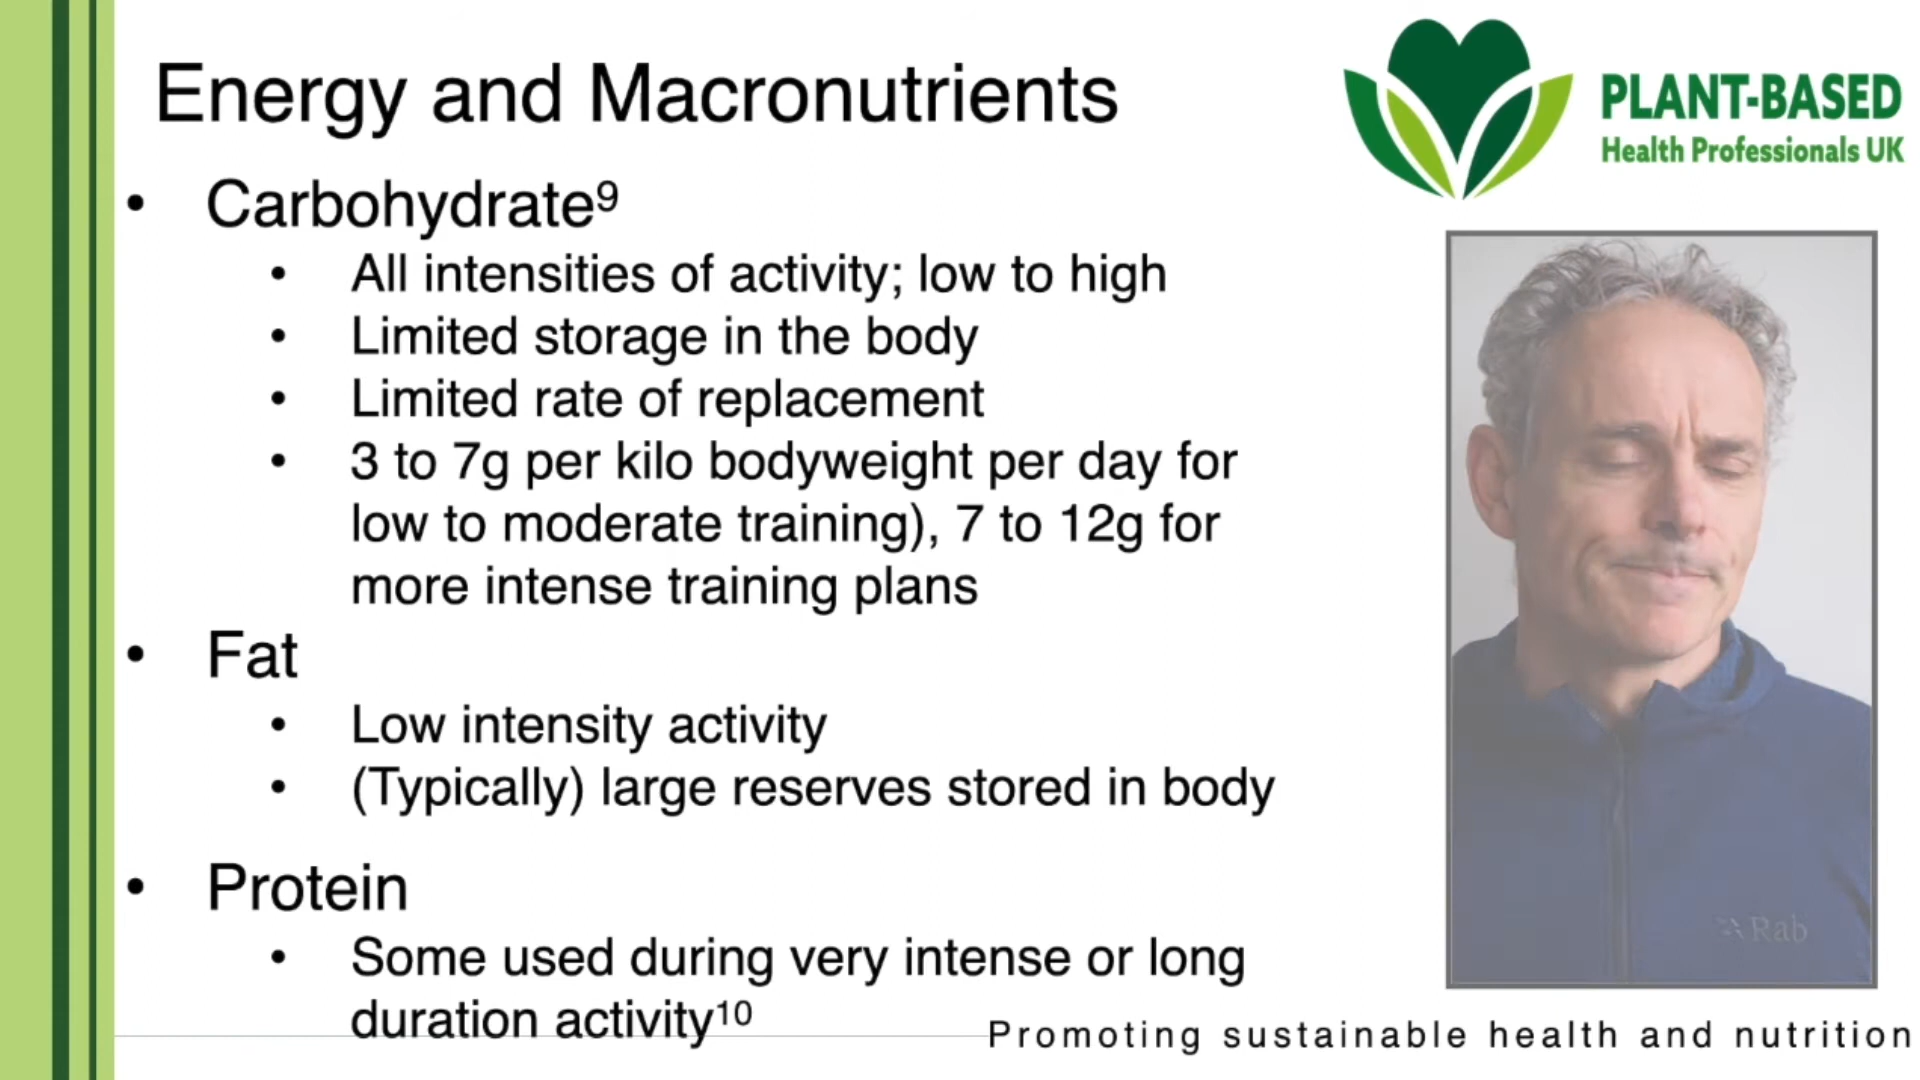 Energy and Macronutrients
PLANT-BASED
Health Professionals UK
• Carbohydrate⁹
• All intensities of activity; low to high
• Limited storage in the body
• Limited rate of replacement
• 3 to 7g per kilo bodyweight per day for
low to moderate training), 7 to 12g for
more intense training plans
• Fat
• Low intensity activity
• (Typically) large reserves stored in body
• Protein
• Some used during very intense or long
duration activity¹⁰
Rab
Promoting sustainable health and nutrition